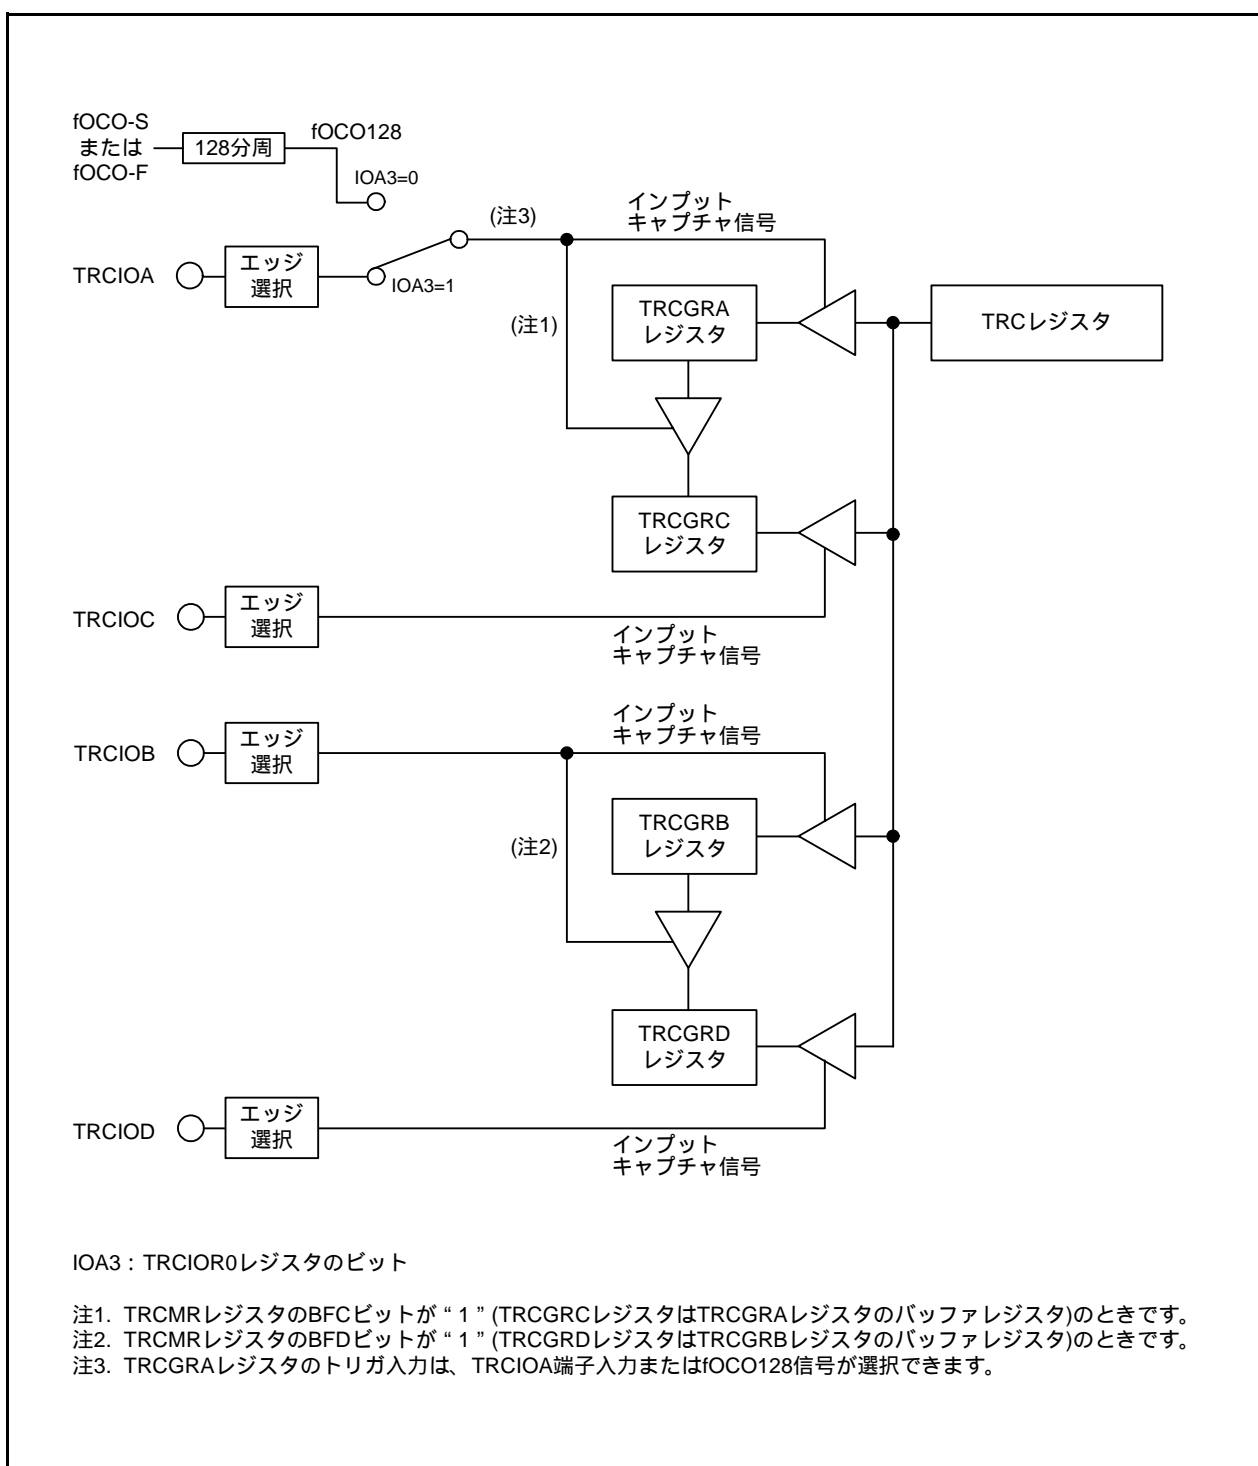 fOCO-S
または
fOCO-F
128分周
fOCO128
IOA3=0
(注3)
インプット
キャプチャ信号
TRCIOA
エッジ
選択
IOA3=1
(注1)
TRCGRA
レジスタ
TRCレジスタ
TRCGRC
レジスタ
TRCIOC
エッジ
選択
インプット
キャプチャ信号
インプット
キャプチャ信号
TRCIOB
エッジ
選択
(注2)
TRCGRB
レジスタ
TRCGRD
レジスタ
TRCIOD
エッジ
選択
インプット
キャプチャ信号
IOA3 : TRCIOR0レジスタのビット
注1. TRCMRレジスタのBFCビットが “ 1 ” (TRCGRCレジスタはTRCGRAレジスタのバッファレジスタ)のときです。
注2. TRCMRレジスタのBFDビットが “ 1 ” (TRCGRDレジスタはTRCGRBレジスタのバッファレジスタ)のときです。
注3. TRCGRAレジスタのトリガ入力は、TRCIOA端子入力またはfOCO128信号が選択できます。